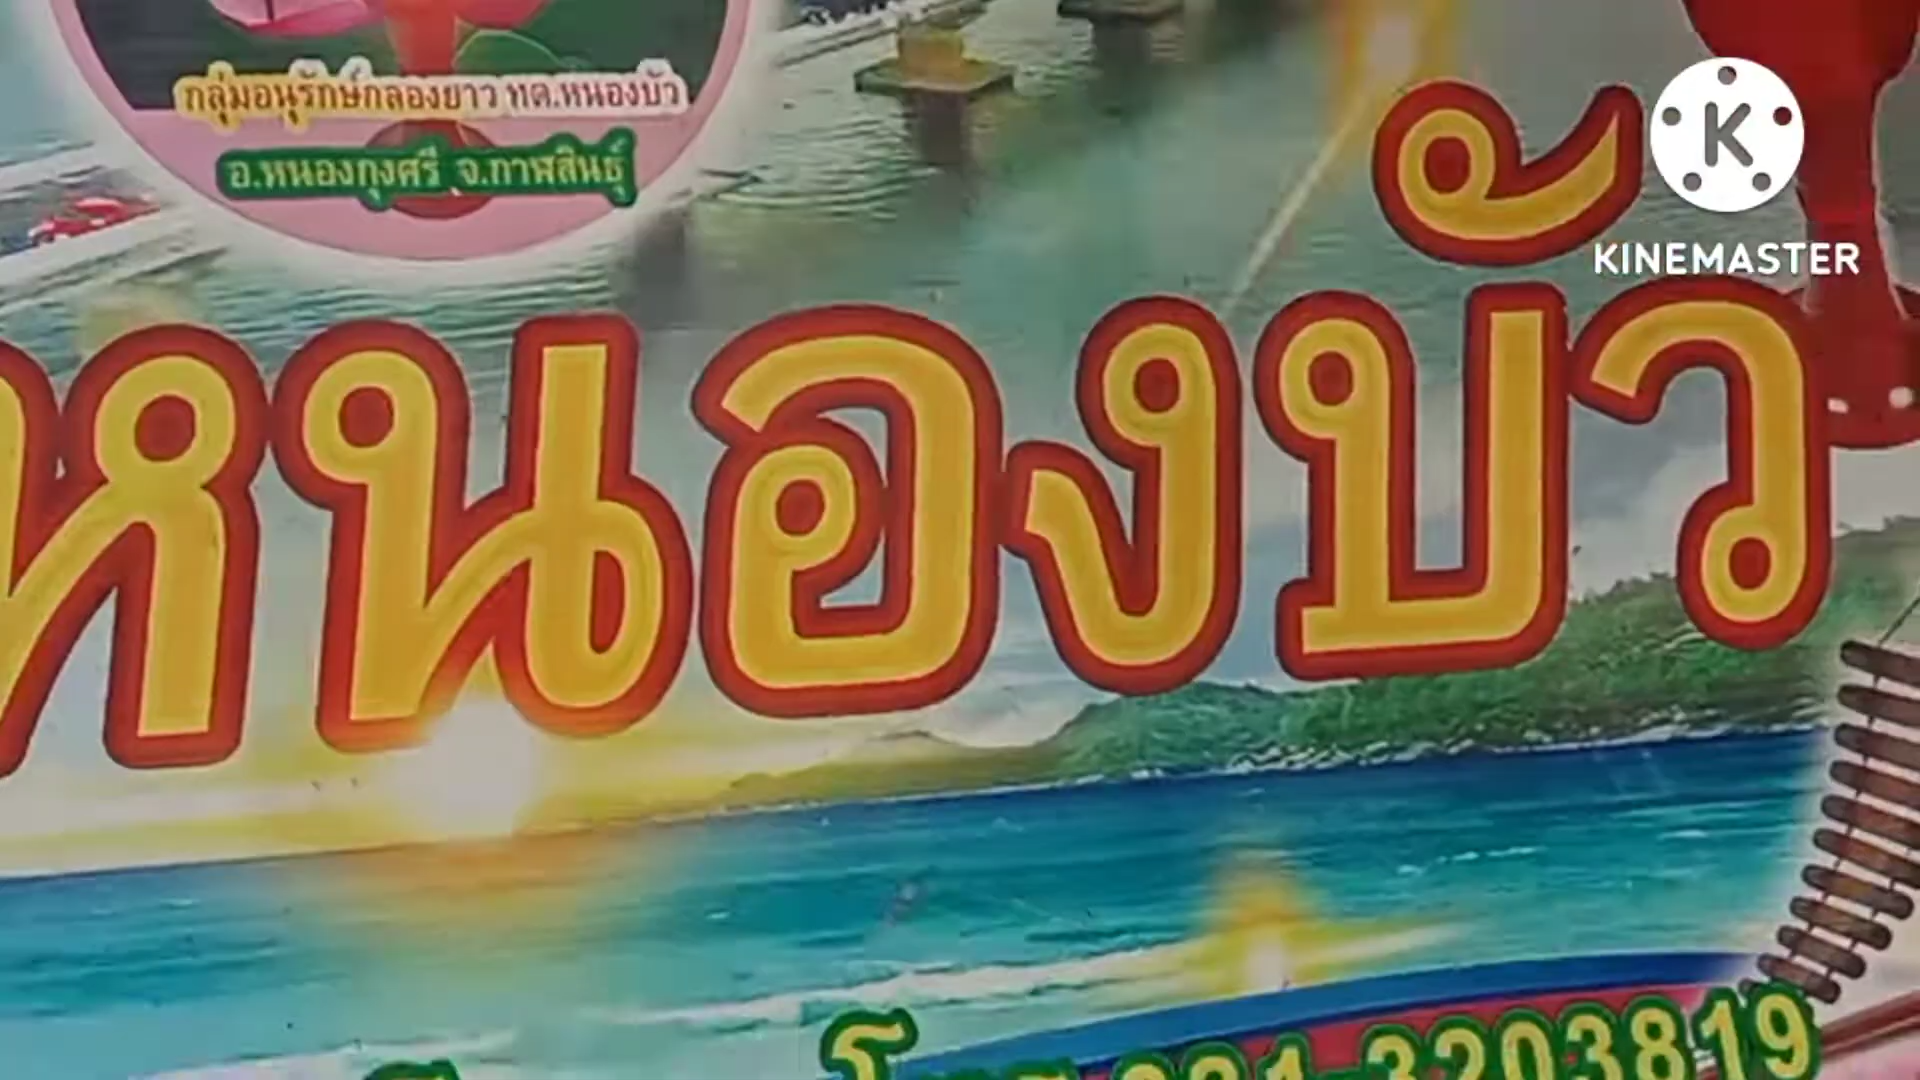 กลุ่มอนุรักษ์กลองยาว ทต.หนองบัว
อ.หนองกุงศรี จ.กาฬสินธุ์
K
KINEMASTER
หนองบัว
3203819